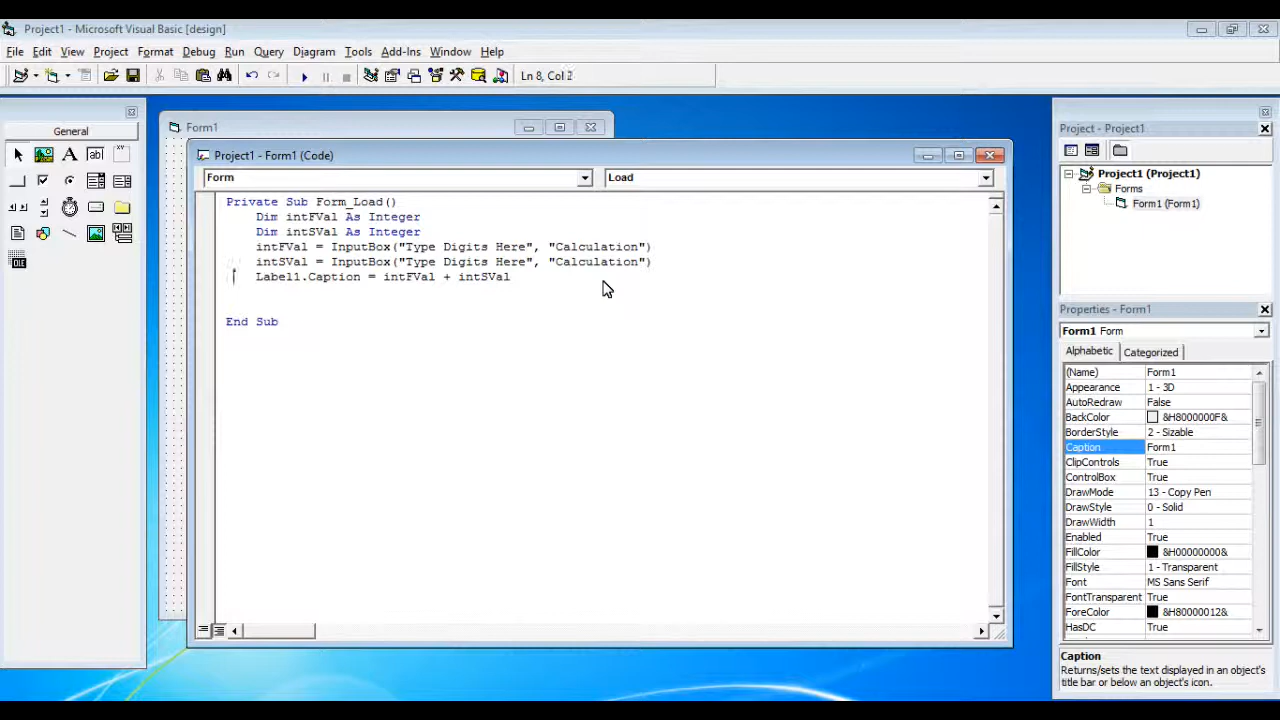 Project1 - Microsoft Visual Basic [design]
File Edit View Project Format Debug Run Query Diagram Tools Add-Ins Window Help
Ln 8, Col 2
General
A
ab
xy
OLE
Form1
Project1 - Form1 (Code)
Form
Load
Private Sub Form_Load()
Dim intFVal As Integer
Dim intSVal As Integer
intFVal = InputBox("Type Digits Here", "Calculation")
intSVal = InputBox("Type Digits Here", "Calculation")
Label1.Caption = intFVal + intSVal
End Sub
Project - Project1
Project1 (Project1)
Forms
Form1 (Form1)
Properties - Form1
Form1 Form
Alphabetic Categorized
(Name) Form1
Appearance 1 - 3D
AutoRedraw False
BackColor &H8000000F&
BorderStyle 2 - Sizable
Caption Form1
ClipControls True
ControlBox True
DrawMode 13 - Copy Pen
DrawStyle 0 - Solid
DrawWidth 1
Enabled True
FillColor &H00000000&
FillStyle 1 - Transparent
Font MS Sans Serif
FontTransparent True
ForeColor &H80000012&
HasDC True
Caption
Returns/sets the text displayed in an object's
title bar or below an object's icon.